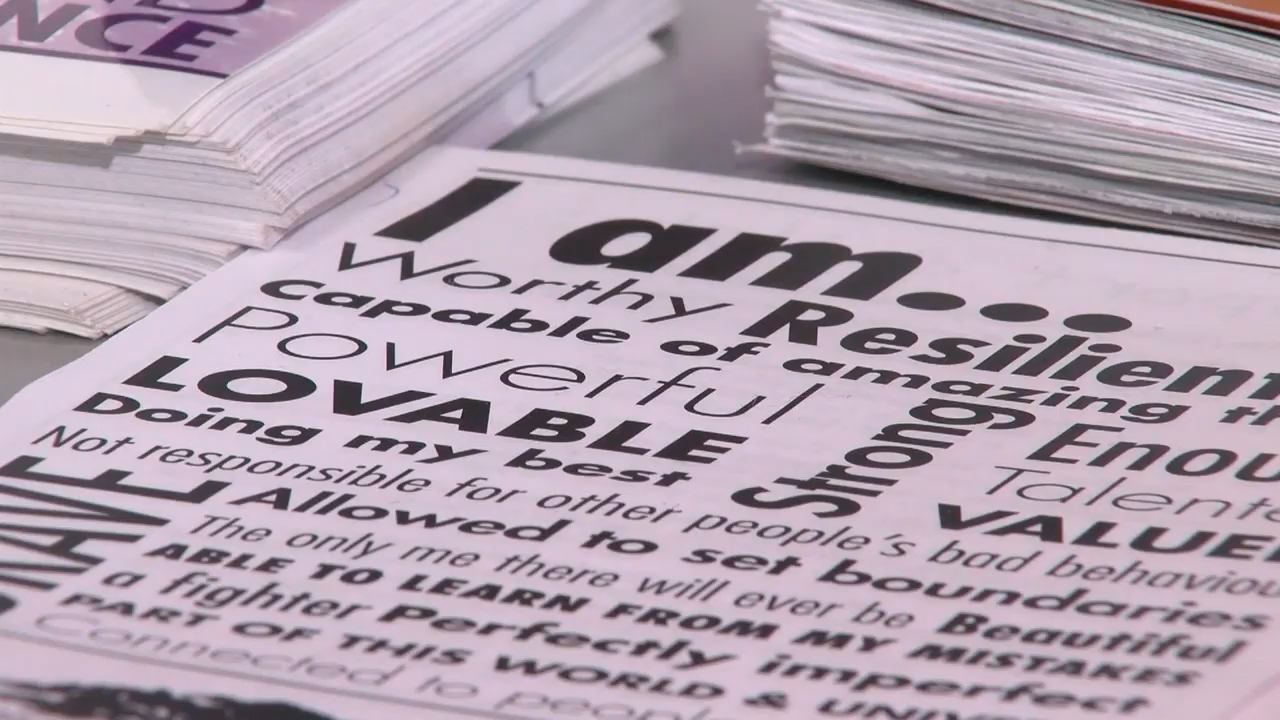 NCE
I am...
Worthy Resilient
Capable of amazing th
Powerful
Strong
Enou
LOVABLE
Talente
Doing my best
VALUE
Not responsible for other people's bad behaviou
Allowed to set boundaries
The only me there will ever be Beautiful
ABLE TO LEARN FROM MY MISTAKES
a fighter Perfectly imperfect
PART OF THIS WORLD & UNIVE
Connected to people